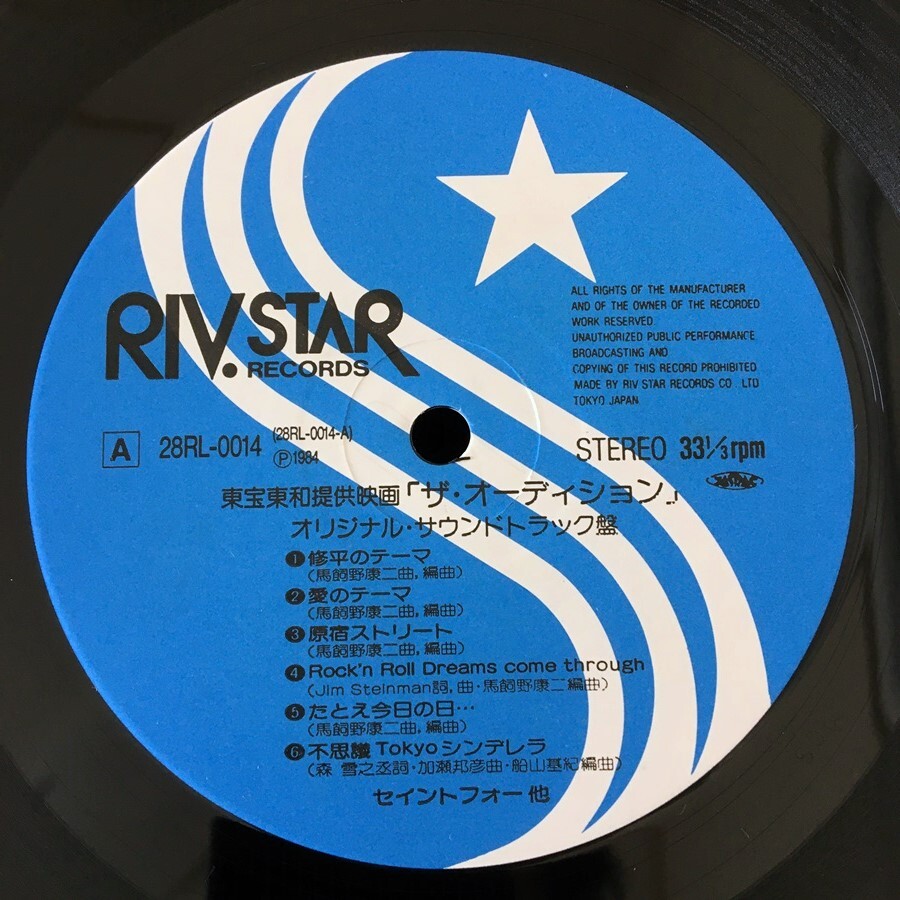 RIV.STAR
RECORDS
ALL RIGHTS OF THE MANUFACTURER
AND OF THE OWNER OF THE RECORDED
WORK RESERVED.
UNAUTHORIZED PUBLIC PERFORMANCE
BROADCASTING AND
COPYING OF THIS RECORD PROHIBITED
MADE BY RIV STAR RECORDS CO. LTD
TOKYO JAPAN
A 28RL-0014 (28RL-0014-A)
Ⓟ1984
STEREO 33⅓rpm
東宝東和提供映画「ザ・オーディション」
オリジナル・サウンドトラック盤
❶修平のテーマ
(馬飼野康二曲,編曲)
❷愛のテーマ
(馬飼野康二曲,編曲)
❸原宿ストリート
(馬飼野康二曲,編曲)
❹Rock'n Roll Dreams come through
(Jim Steinman詞,曲・馬飼野康二編曲)
❺たとえ今日の日…
(馬飼野康二曲,編曲)
❻不思議Tokyoシンデレラ
(森 雪之丞詞・加瀬邦彦曲・船山基紀編曲)
セイントフォー他